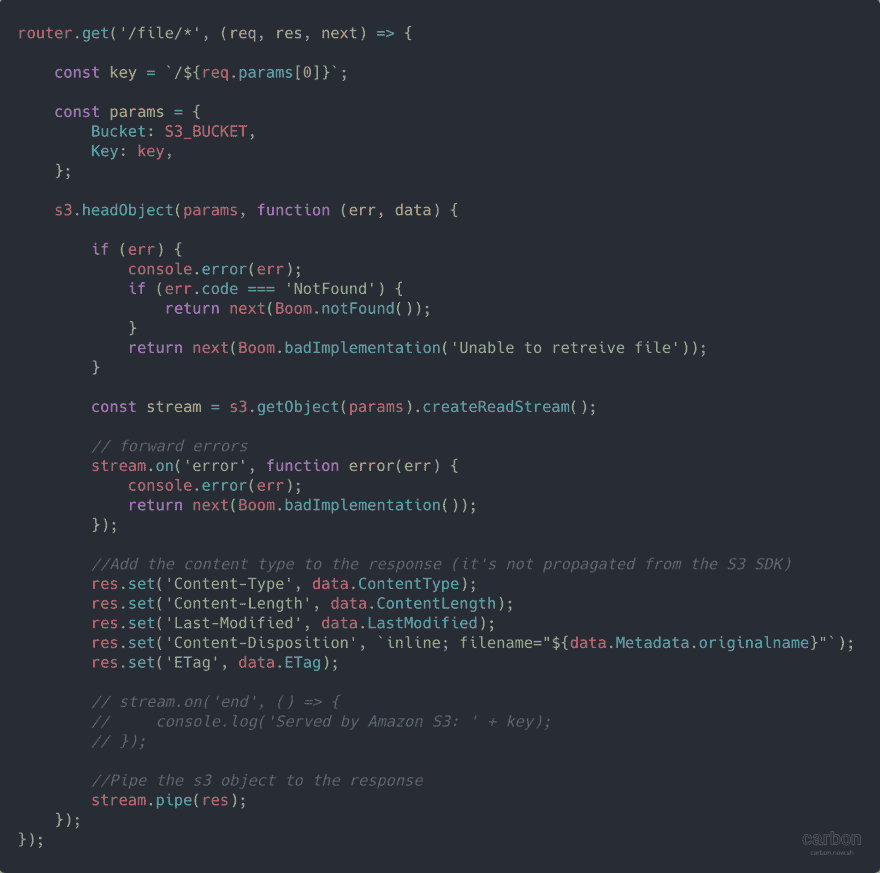 router.get('/file/*', (req, res, next) => {
const key = `/${req.params[0]}`;
const params = {
Bucket: S3_BUCKET,
Key: key,
};
s3.headObject(params, function (err, data) {
if (err) {
console.error(err);
if (err.code === 'NotFound') {
return next(Boom.notFound());
}
return next(Boom.badImplementation('Unable to retreive file'));
}
const stream = s3.getObject(params).createReadStream();
// forward errors
stream.on('error', function error(err) {
console.error(err);
return next(Boom.badImplementation());
});
//Add the content type to the response (it's not propagated from the S3 SDK)
res.set('Content-Type', data.ContentType);
res.set('Content-Length', data.ContentLength);
res.set('Last-Modified', data.LastModified);
res.set('Content-Disposition', `inline; filename="${data.Metadata.originalname}"`);
res.set('ETag', data.ETag);
// stream.on('end', () => {
//     console.log('Served by Amazon S3: ' + key);
// });
//Pipe the s3 object to the response
stream.pipe(res);
});
});
carbon
carbon.now.sh